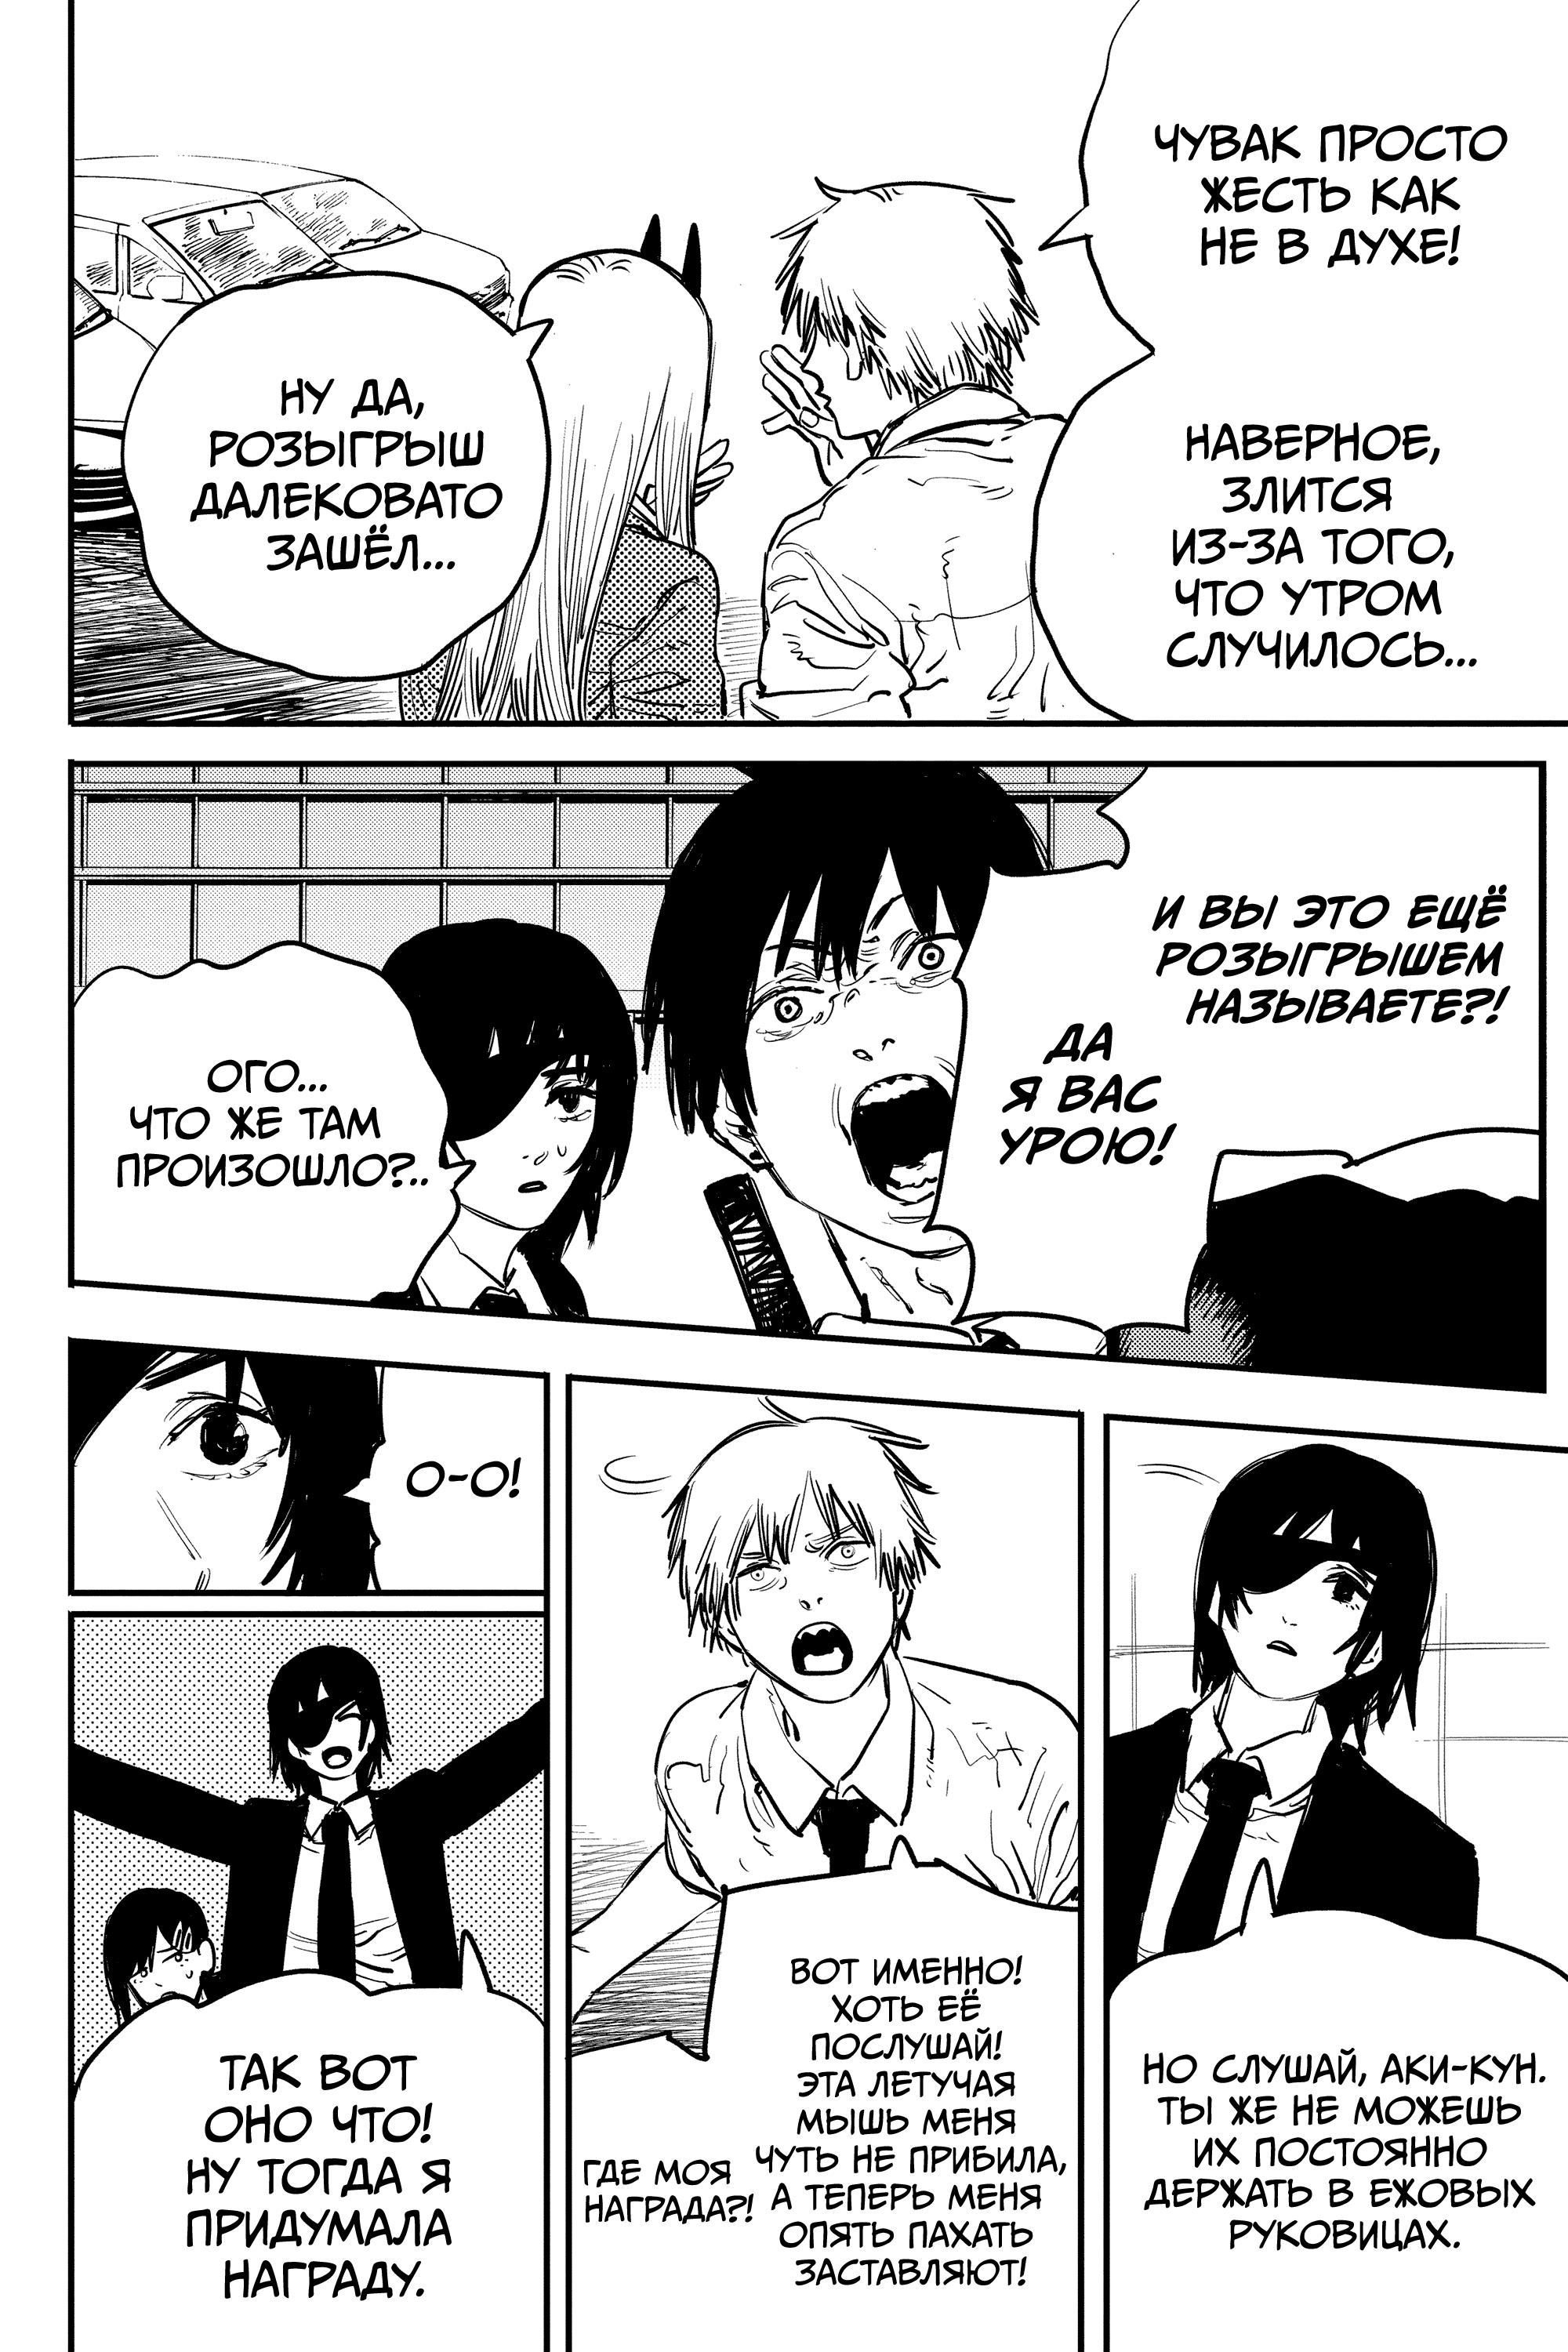 ЧУВАК ПРОСТО
ЖЕСТЬ КАК
НЕ В ДУХЕ!
НАВЕРНОЕ,
ЗЛИТСЯ
ИЗ-ЗА ТОГО,
ЧТО УТРОМ
СЛУЧИЛОСЬ...
НУ ДА,
РОЗЫГРЫШ
ДАЛЕКОВАТО
ЗАШЁЛ...
И ВЫ ЭТО ЕЩЁ
РОЗЫГРЫШЕМ
НАЗЫВАЕТЕ?!
ДА
Я ВАС
УРОЮ!
ОГО...
ЧТО ЖЕ ТАМ
ПРОИЗОШЛО?..
НО СЛУШАЙ, АКИ-КУН.
ТЫ ЖЕ НЕ МОЖЕШЬ
ИХ ПОСТОЯННО
ДЕРЖАТЬ В ЕЖОВЫХ
РУКОВИЦАХ.
ВОТ ИМЕННО!
ХОТЬ ЕЁ
ПОСЛУШАЙ!
ЭТА ЛЕТУЧАЯ
МЫШЬ МЕНЯ
ЧУТЬ НЕ ПРИБИЛА,
А ТЕПЕРЬ МЕНЯ
ОПЯТЬ ПАХАТЬ
ЗАСТАВЛЯЮТ!
ГДЕ МОЯ
НАГРАДА?!
О-О!
ТАК ВОТ
ОНО ЧТО!
НУ ТОГДА Я
ПРИДУМАЛА
НАГРАДУ.